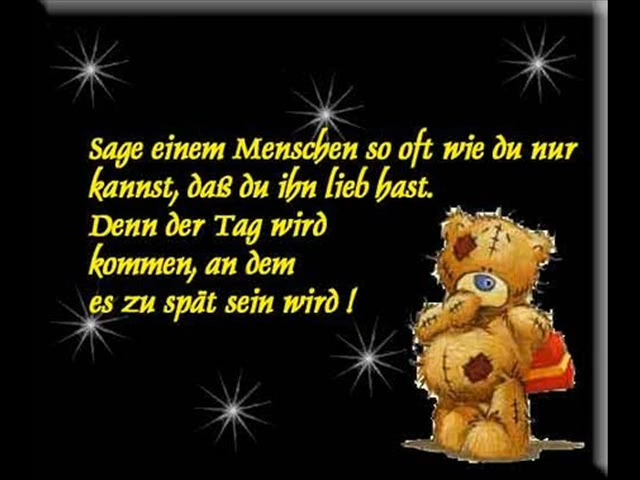 Sage einem Menschen so oft wie du nur
kannst, daß du ihn lieb hast.
Denn der Tag wird
kommen, an dem
es zu spät sein wird !